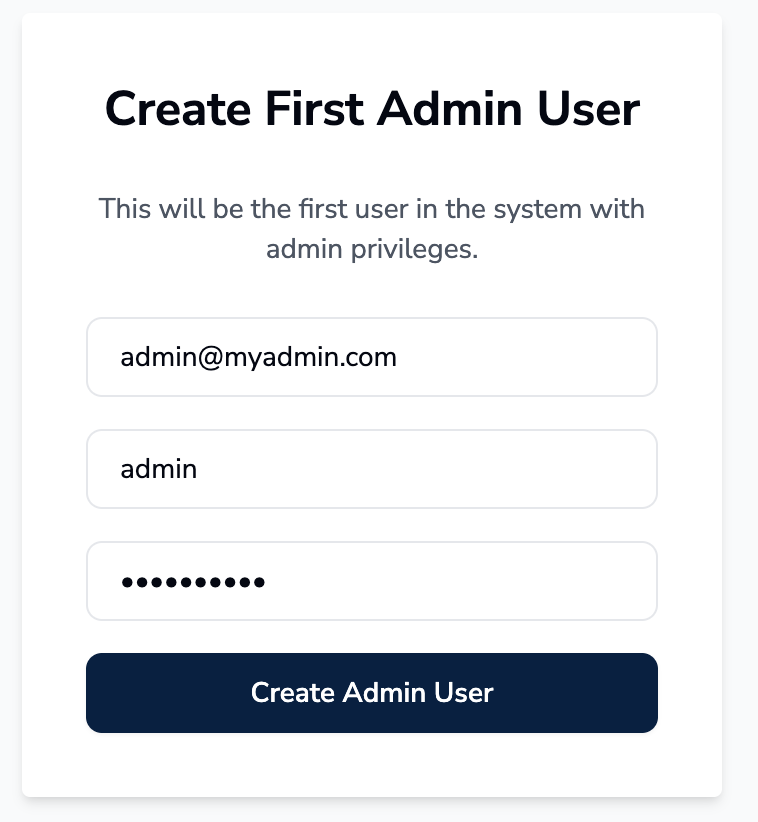 Create First Admin User
This will be the first user in the system with
admin privileges.
admin@myadmin.com
admin
••••••••••
Create Admin User